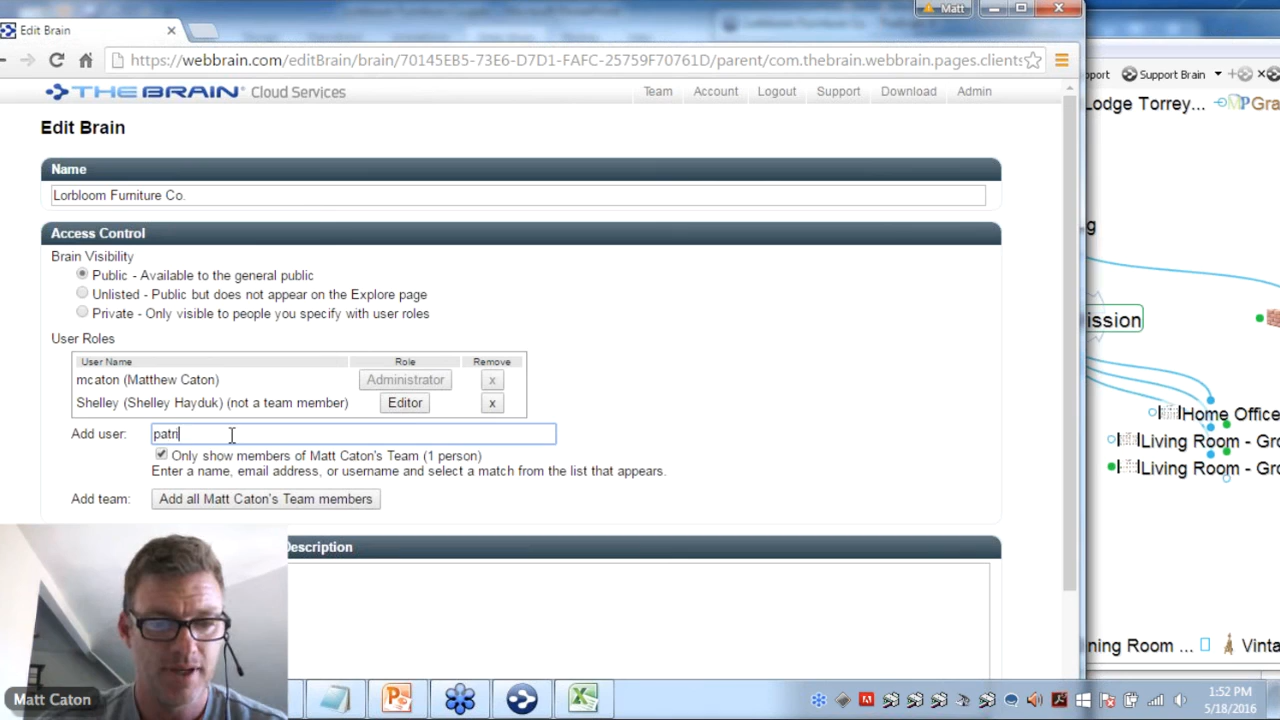 Edit Brain
Matt
https://webbrain.com/editBrain/brain/70145EB5-73E6-D7D1-FAFC-25759F70761D/parent/com.thebrain.webbrain.pages.clients
THEBRAIN Cloud Services
Team
Account
Logout
Support
Download
Admin
Edit Brain
Name
Lorbloom Furniture Co.
Access Control
Brain Visibility
Public - Available to the general public
Unlisted - Public but does not appear on the Explore page
Private - Only visible to people you specify with user roles
User Roles
User Name Role Remove
mcaton (Matthew Caton) Administrator x
Shelley (Shelley Hayduk) (not a team member) Editor x
Add user: patri
Only show members of Matt Caton's Team (1 person)
Enter a name, email address, or username and select a match from the list that appears.
Add team: Add all Matt Caton's Team members
Description
port Support Brain
Lodge Torrey... Gra
g
ission
Home Office
Living Room - Gro
Living Room - Gro
ning Room ... Vinta
Matt Caton
1:52 PM
5/18/2016